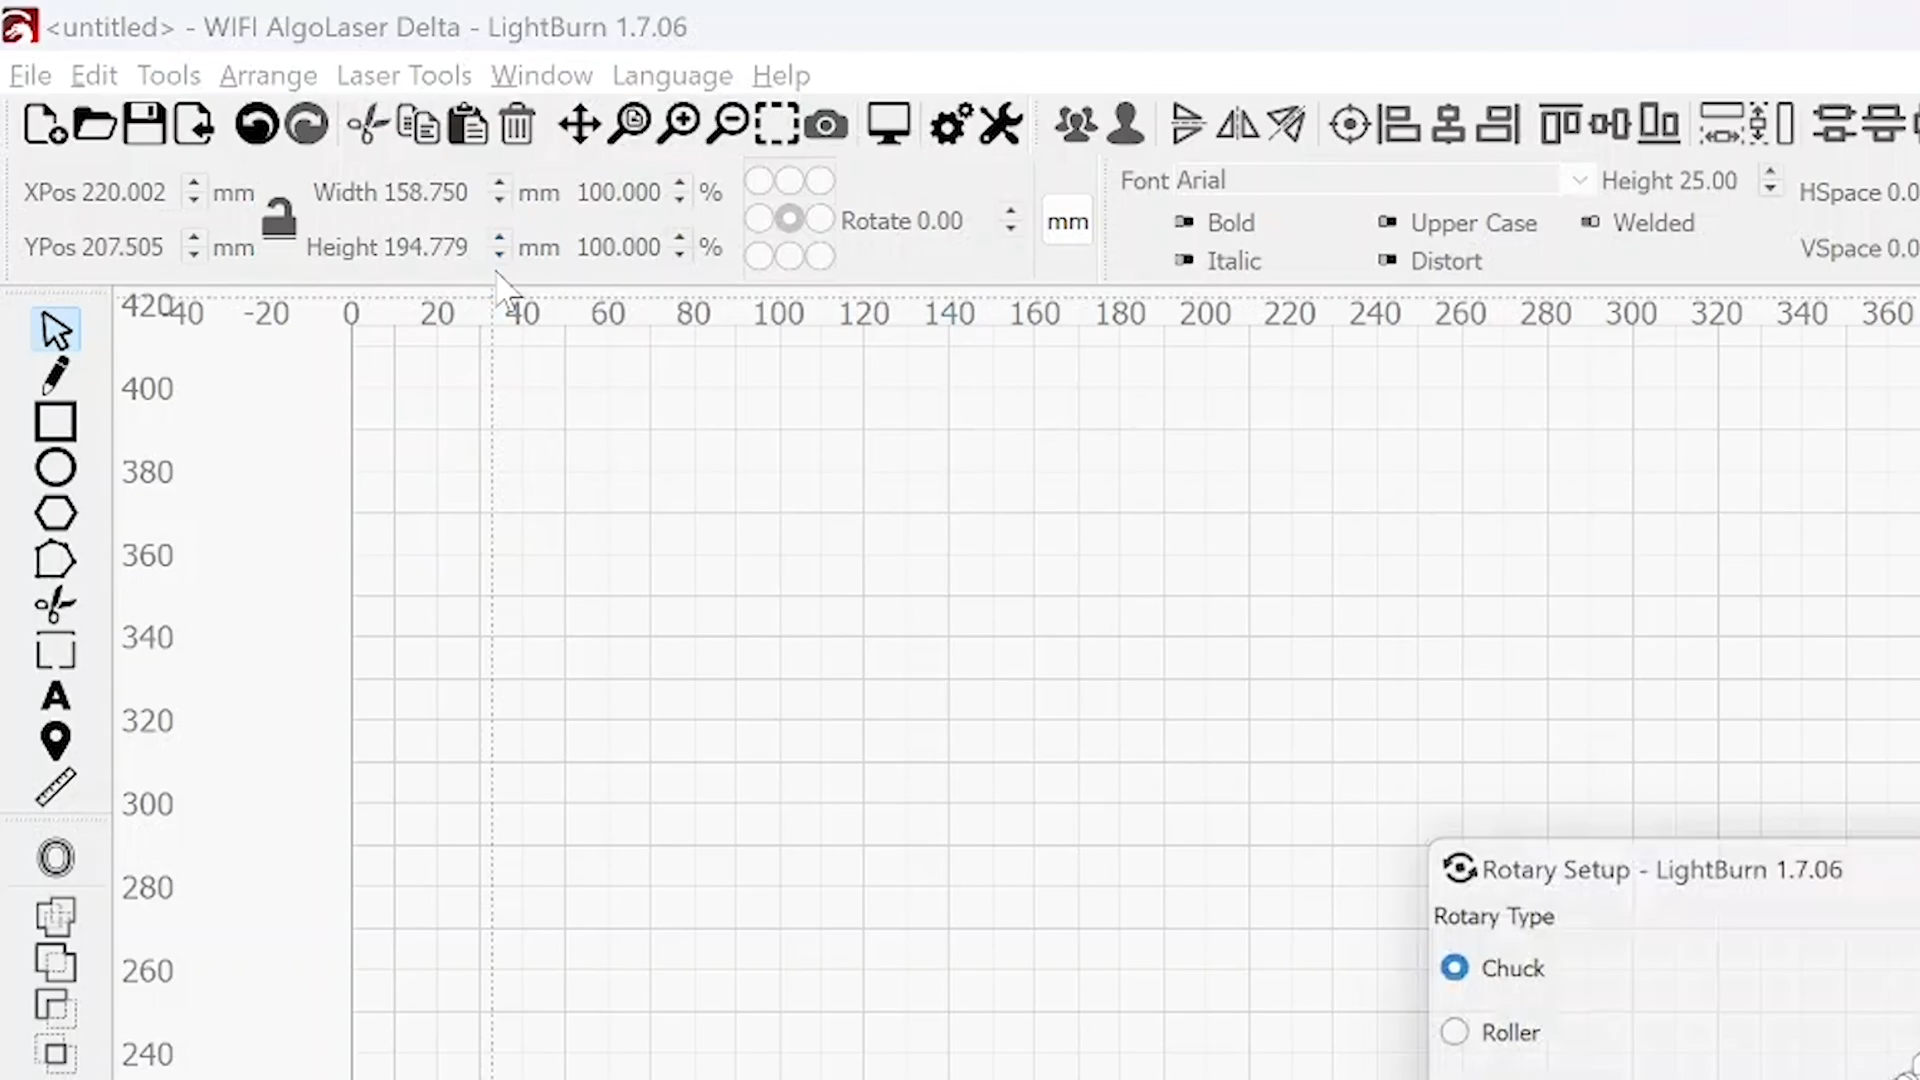 <untitled> - WIFI AlgoLaser Delta - LightBurn 1.7.06
File Edit Tools Arrange Laser Tools Window Language Help
XPos 220.002 mm Width 158.750 mm 100.000 %
YPos 207.505 mm Height 194.779 mm 100.000 %
Rotate 0.00 mm
Font Arial Height 25.00 HSpace 0.0
Bold Upper Case Welded VSpace 0.0
Italic Distort
-40 -20 0 20 40 60 80 100 120 140 160 180 200 220 240 260 280 300 320 340 360
420
400
380
360
340
320
300
280
260
240
Rotary Setup - LightBurn 1.7.06
Rotary Type
Chuck
Roller